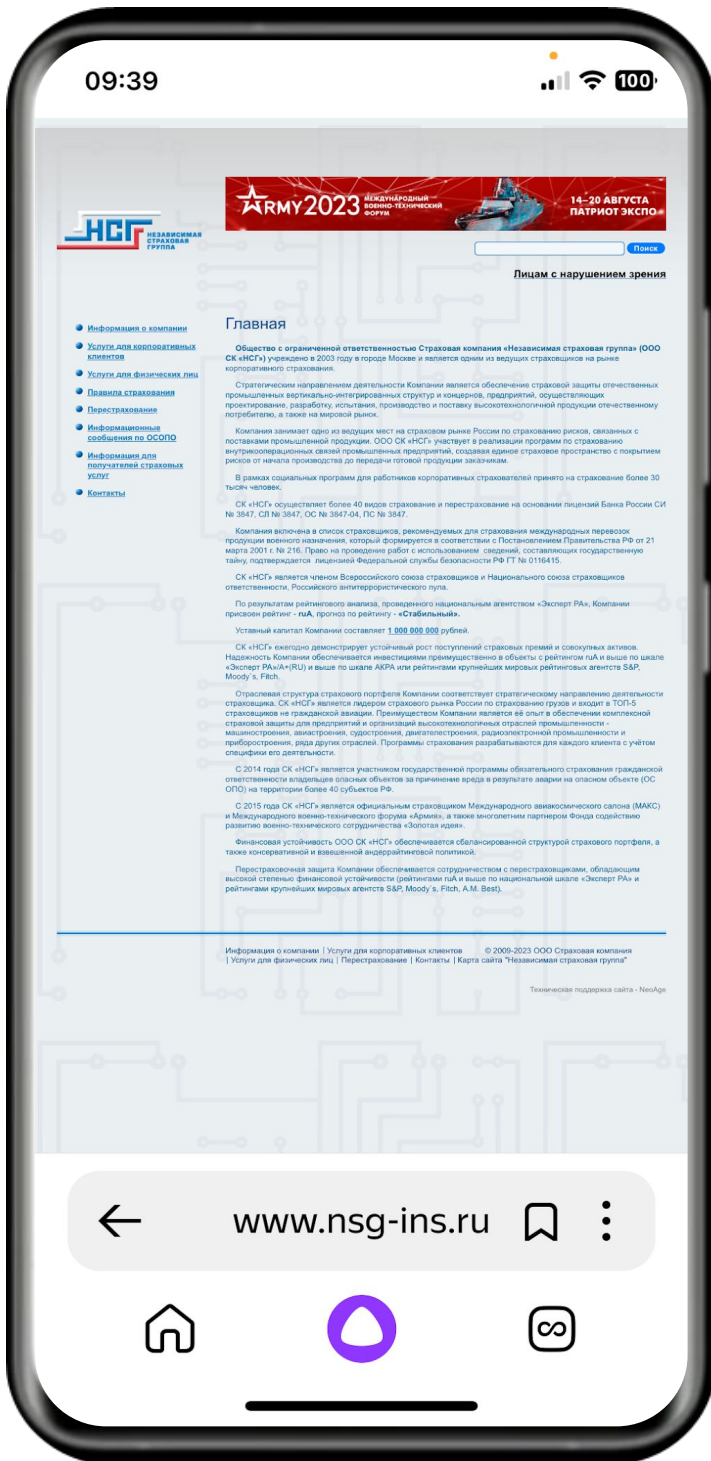 09:39
100
ARMY2023 МЕЖДУНАРОДНЫЙ
ВОЕННО-ТЕХНИЧЕСКИЙ
ФОРУМ
14–20 АВГУСТА
ПАТРИОТ ЭКСПО
НСГ НЕЗАВИСИМАЯ
СТРАХОВАЯ
ГРУППА
Поиск
Лицам с нарушением зрения
Информация о компании
Услуги для корпоративных
клиентов
Услуги для физических лиц
Правила страхования
Перестрахование
Информационные
сообщения по ОСОПО
Информация для
получателей страховых
услуг
Контакты
Главная
Общество с ограниченной ответственностью Страховая компания «Независимая страховая группа» (ООО
СК «НСГ») учреждено в 2003 году в городе Москве и является одним из ведущих страховщиков на рынке
корпоративного страхования.
Стратегическим направлением деятельности Компании является обеспечение страховой защиты отечественных
промышленных вертикально-интегрированных структур и концернов, предприятий, осуществляющих
проектирование, разработку, испытания, производство и поставку высокотехнологичной продукции отечественному
потребителю, а также на мировой рынок.
Компания занимает одно из ведущих мест на страховом рынке России по страхованию рисков, связанных с
поставками промышленной продукции. ООО СК «НСГ» участвует в реализации программ по страхованию
внутрикооперационных связей промышленных предприятий, создавая единое страховое пространство с покрытием
рисков от начала производства до передачи готовой продукции заказчикам.
В рамках социальных программ для работников корпоративных страхователей принято на страхование более 30
тысяч человек.
СК «НСГ» осуществляет более 40 видов страхование и перестрахование на основании лицензий Банка России СИ
№ 3847, СЛ № 3847, ОС № 3847-04, ПС № 3847.
Компания включена в список страховщиков, рекомендуемых для страхования международных перевозок
продукции военного назначения, который формируется в соответствии с Постановлением Правительства РФ от 21
марта 2001 г. № 216. Право на проведение работ с использованием сведений, составляющих государственную
тайну, подтверждается лицензией Федеральной службы безопасности РФ ГТ № 0116415.
СК «НСГ» является членом Всероссийского союза страховщиков и Национального союза страховщиков
ответственности, Российского антитеррористического пула.
По результатам рейтингового анализа, проведенного национальным агентством «Эксперт РА», Компании
присвоен рейтинг - ruA, прогноз по рейтингу - «Стабильный».
Уставный капитал Компании составляет 1 000 000 000 рублей.
СК «НСГ» ежегодно демонстрирует устойчивый рост поступлений страховых премий и совокупных активов.
Надежность Компании обеспечивается инвестициями преимущественно в объекты с рейтингом ruA и выше по шкале
«Эксперт РА»/А+(RU) и выше по шкале АКРА или рейтингами крупнейших мировых рейтинговых агентств S&P,
Moody`s, Fitch.
Отраслевая структура страхового портфеля Компании соответствует стратегическому направлению деятельности
страховщика. СК «НСГ» является лидером страхового рынка России по страхованию грузов и входит в ТОП-5
страховщиков не гражданской авиации. Преимуществом Компании является её опыт в обеспечении комплексной
страховой защиты для предприятий и организаций высокотехнологичных отраслей промышленности -
машиностроения, авиастроения, судостроения, двигателестроения, радиоэлектронной промышленности и
приборостроения, ряда других отраслей. Программы страхования разрабатываются для каждого клиента с учётом
специфики его деятельности.
С 2014 года СК «НСГ» является участником государственной программы обязательного страхования гражданской
ответственности владельцев опасных объектов за причинение вреда в результате аварии на опасном объекте (ОС
ОПО) на территории более 40 субъектов РФ.
С 2015 года СК «НСГ» является официальным страховщиком Международного авиакосмического салона (МАКС)
и Международного военно-технического форума «Армия», а также многолетним партнером Фонда содействию
развитию военно-технического сотрудничества «Золотая идея».
Финансовая устойчивость ООО СК «НСГ» обеспечивается сбалансированной структурой страхового портфеля, а
также консервативной и взвешенной андеррайтинговой политикой.
Перестраховочная защита Компании обеспечивается сотрудничеством с перестраховщиками, обладающим
высокой степенью финансовой устойчивости (рейтингами ruA и выше по национальной шкале «Эксперт РА» и
рейтингами крупнейших мировых агентств S&P, Moody`s, Fitch, A.M. Best).
Информация о компании | Услуги для корпоративных клиентов © 2009-2023 ООО Страховая компания
| Услуги для физических лиц | Перестрахование | Контакты | Карта сайта "Независимая страховая группа"
Техническая поддержка сайта - NeoAge
www.nsg-ins.ru